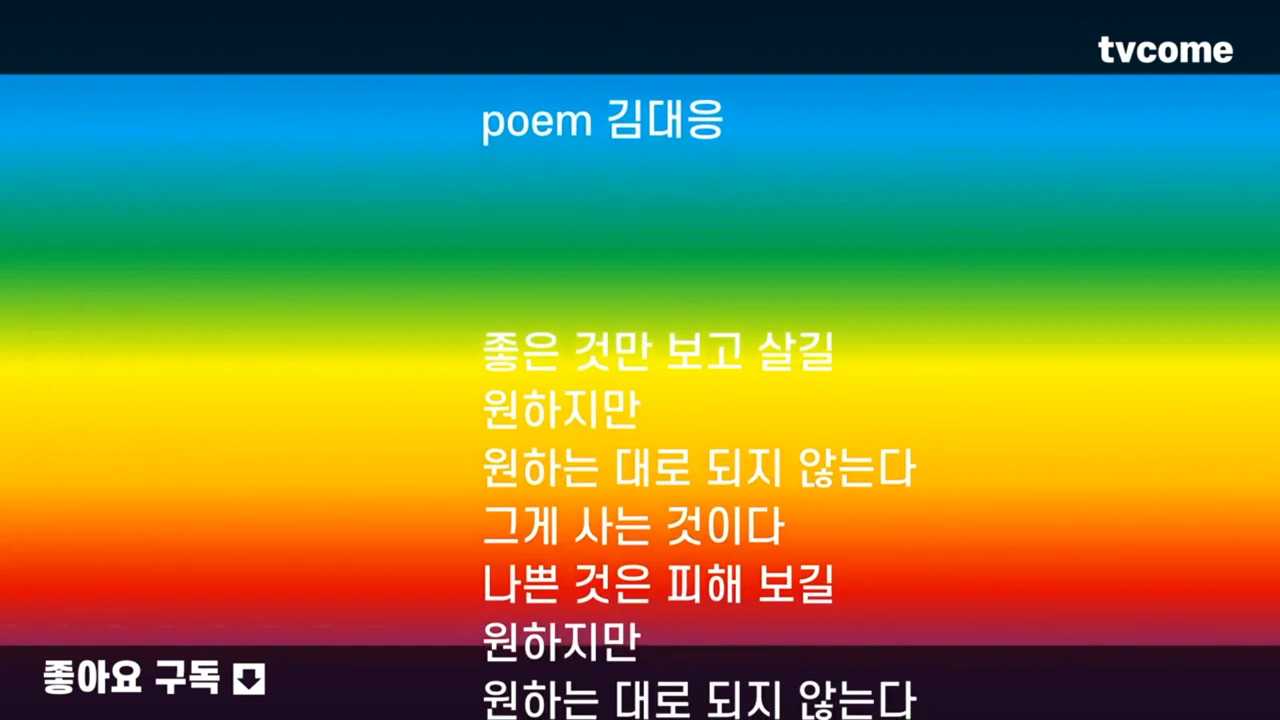 tvcome
poem 김대응
좋은 것만 보고 살길
원하지만
원하는 대로 되지 않는다
그게 사는 것이다
나쁜 것은 피해 보길
원하지만
원하는 대로 되지 않는다
좋아요 구독